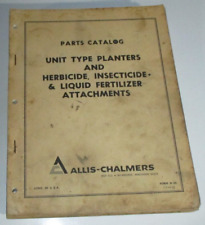 PARTS CATALOG
UNIT TYPE PLANTERS
AND
HERBICIDE, INSECTICIDE
& LIQUID FERTILIZER
ATTACHMENTS
ALLIS-CHALMERS